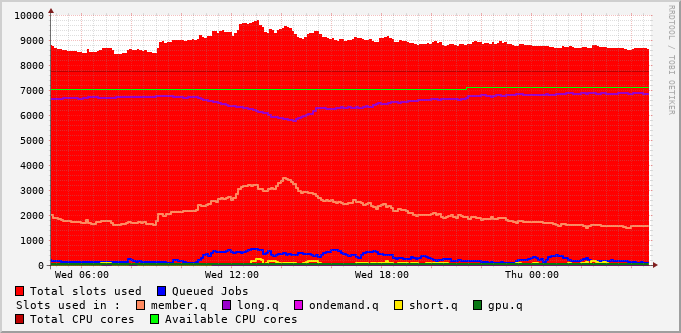 10000
9000
8000
7000
6000
5000
4000
3000
2000
1000
0
Wed 06:00 Wed 12:00 Wed 18:00 Thu 00:00
RRDTOOL / TOBI OETIKER
Total slots used Queued Jobs
Slots used in : member.q long.q ondemand.q short.q gpu.q
Total CPU cores Available CPU cores